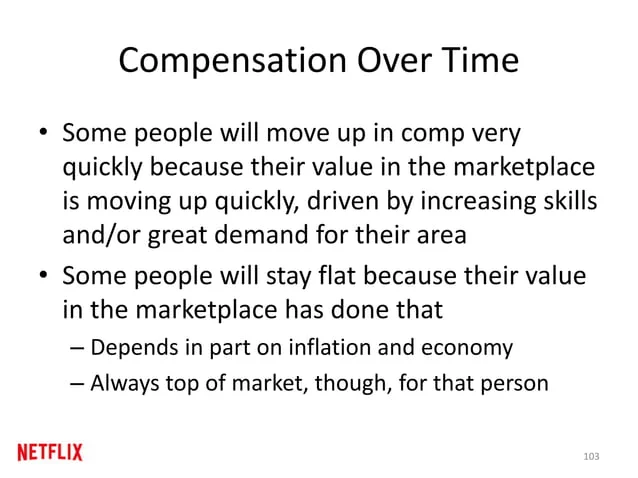 Compensation Over Time
• Some people will move up in comp very
quickly because their value in the marketplace
is moving up quickly, driven by increasing skills
and/or great demand for their area
• Some people will stay flat because their value
in the marketplace has done that
– Depends in part on inflation and economy
– Always top of market, though, for that person
NETFLIX
103